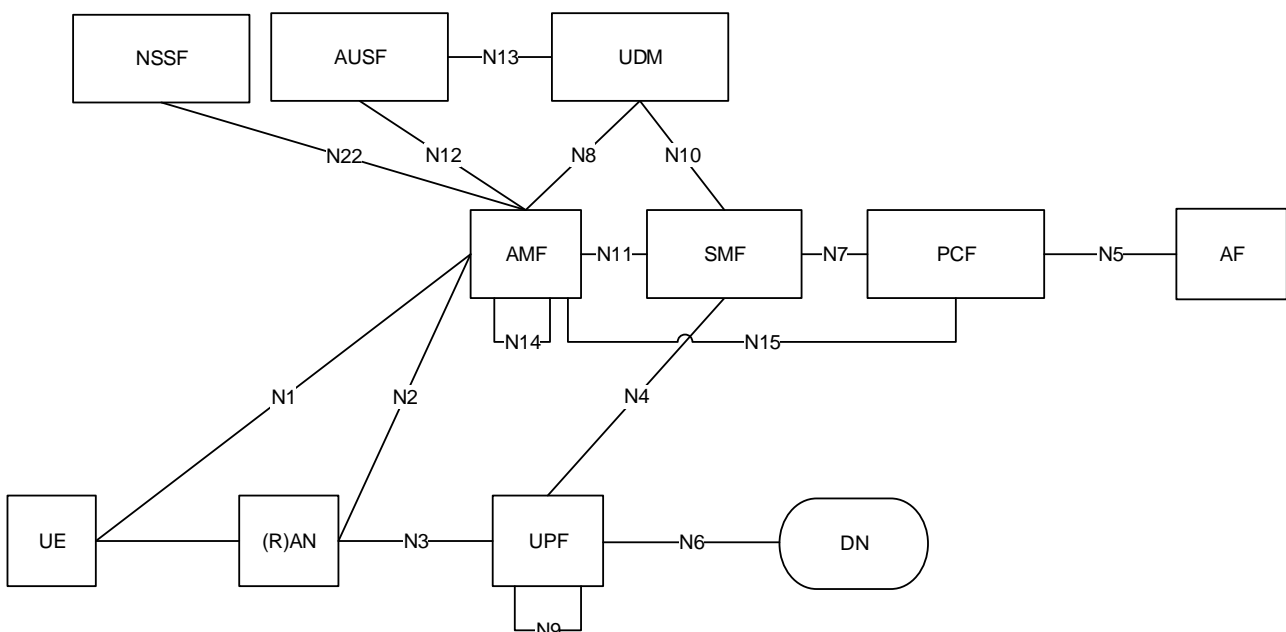 NSSF
AUSF
N13
UDM
N22
N12
N8
N10
AMF
N11
SMF
N7
PCF
N5
AF
N14
N15
N1
N2
N4
UE
(R)AN
N3
UPF
N6
DN
N9